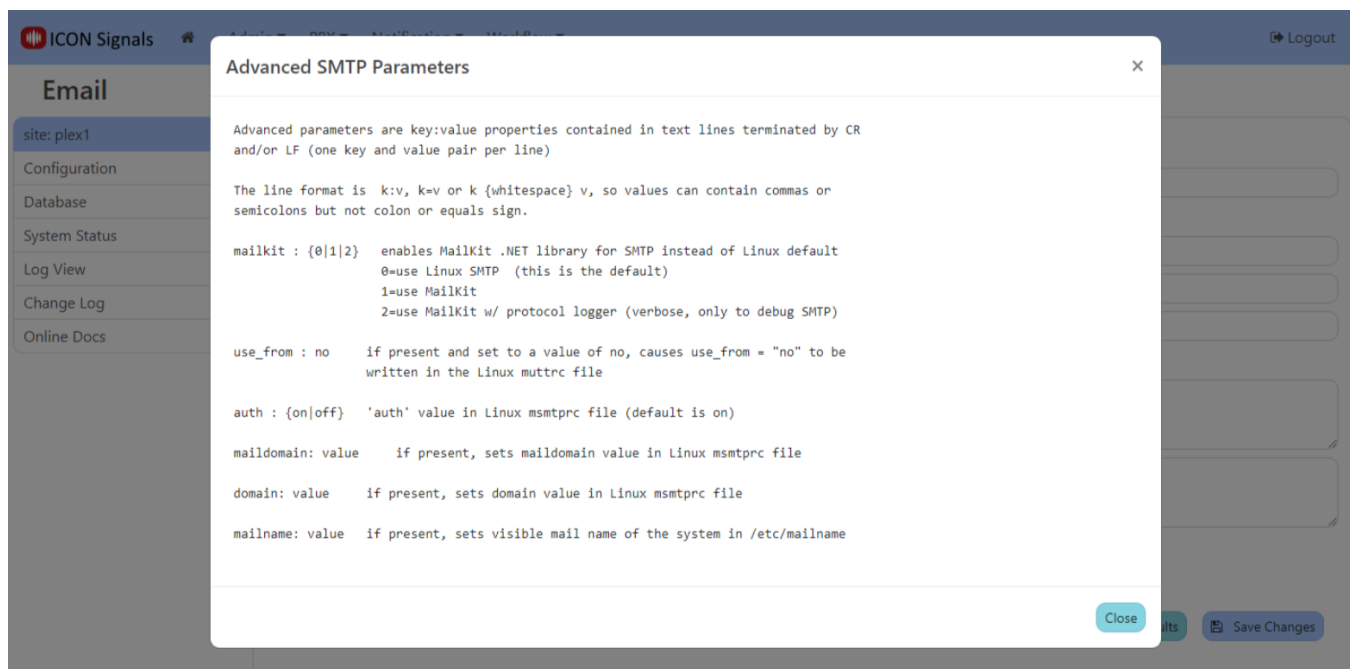 ICON Signals
Logout
Email
site: plex1
Configuration
Database
System Status
Log View
Change Log
Online Docs
Advanced SMTP Parameters
×
Advanced parameters are key:value properties contained in text lines terminated by CR
and/or LF (one key and value pair per line)
The line format is k:v, k=v or k {whitespace} v, so values can contain commas or
semicolons but not colon or equals sign.
mailkit : {0|1|2} enables MailKit .NET library for SMTP instead of Linux default
0=use Linux SMTP (this is the default)
1=use MailKit
2=use MailKit w/ protocol logger (verbose, only to debug SMTP)
use_from : no if present and set to a value of no, causes use_from = "no" to be
written in the Linux muttrc file
auth : {on|off} 'auth' value in Linux msmtprc file (default is on)
maildomain: value if present, sets maildomain value in Linux msmtprc file
domain: value if present, sets domain value in Linux msmtprc file
mailname: value if present, sets visible mail name of the system in /etc/mailname
Close
Save Changes